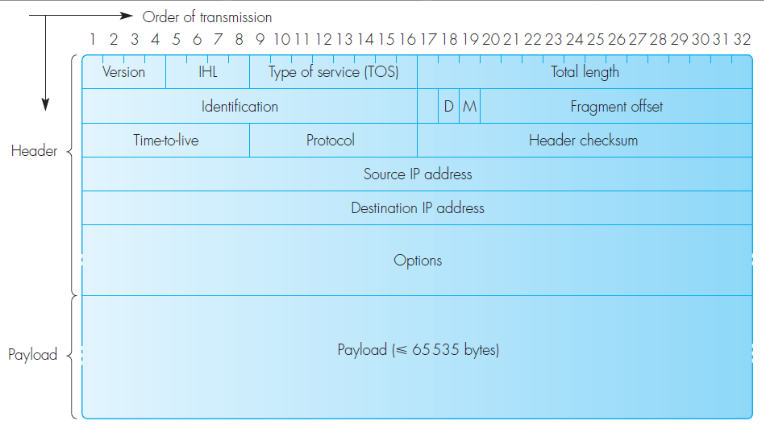 Order of transmission
1 2 3 4 5 6 7 8 9 10 11 12 13 14 15 16 17 18 19 20 21 22 23 24 25 26 27 28 29 30 31 32
Version IHL Type of service (TOS) Total length
Identification D M Fragment offset
Header Time-to-live Protocol Header checksum
Source IP address
Destination IP address
Options
Payload Payload (≤ 65 535 bytes)